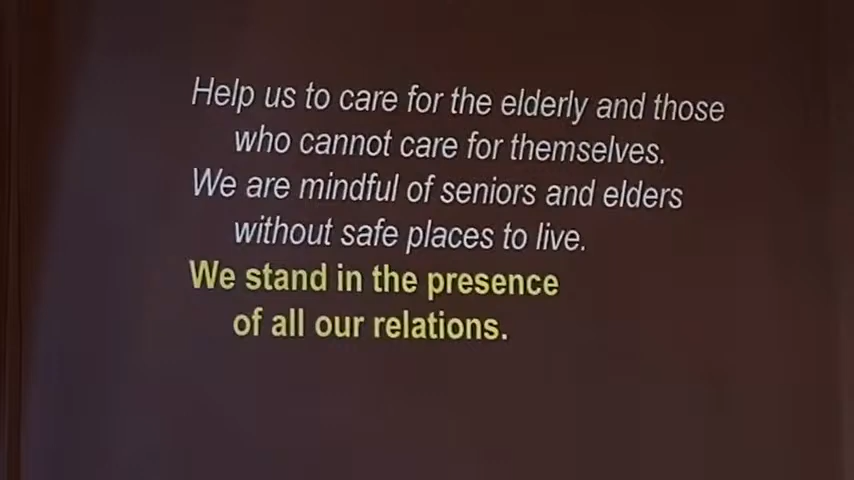 Help us to care for the elderly and those
who cannot care for themselves.
We are mindful of seniors and elders
without safe places to live.
We stand in the presence
of all our relations.